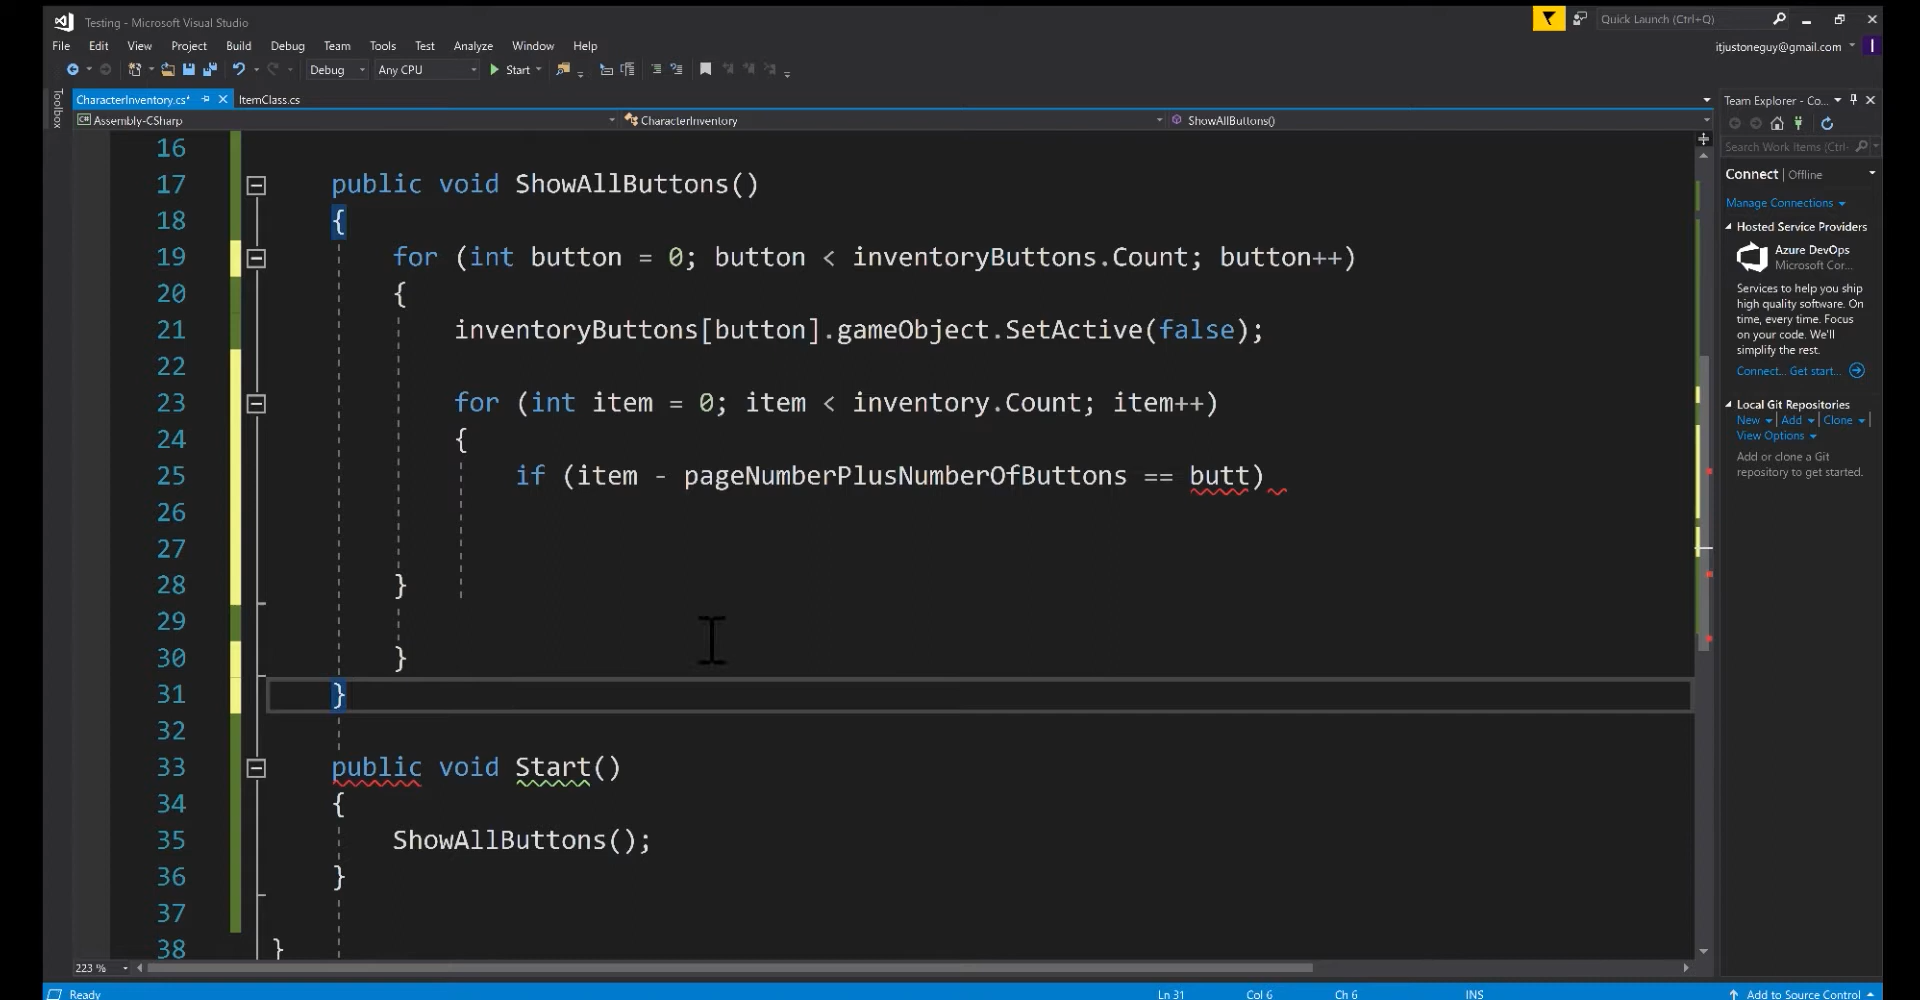 Testing - Microsoft Visual Studio
Quick Launch (Ctrl+Q)
File Edit View Project Build Debug Team Tools Test Analyze Window Help
itjustoneguy@gmail.com
I
Debug Any CPU Start
Toolbox
CharacterInventory.cs* ItemClass.cs
Team Explorer - Co...
Assembly-CSharp CharacterInventory ShowAllButtons()
Search Work Items (Ctrl-
Connect | Offline
Manage Connections
Hosted Service Providers
Azure DevOps
Microsoft Cor...
Services to help you ship
high quality software. On
time, every time. Focus
on your code. We'll
simplify the rest.
Connect... Get start...
Local Git Repositories
New | Add | Clone |
View Options
Add or clone a Git
repository to get started.
16
17 public void ShowAllButtons()
18 {
19 for (int button = 0; button < inventoryButtons.Count; button++)
20 {
21 inventoryButtons[button].gameObject.SetActive(false);
22
23 for (int item = 0; item < inventory.Count; item++)
24 {
25 if (item - pageNumberPlusNumberOfButtons == butt)
26
27
28 }
29
30 }
31 }
32
33 public void Start()
34 {
35 ShowAllButtons();
36 }
37
38 }
223 %
Ready Ln 31 Col 6 Ch 6 INS Add to Source Control